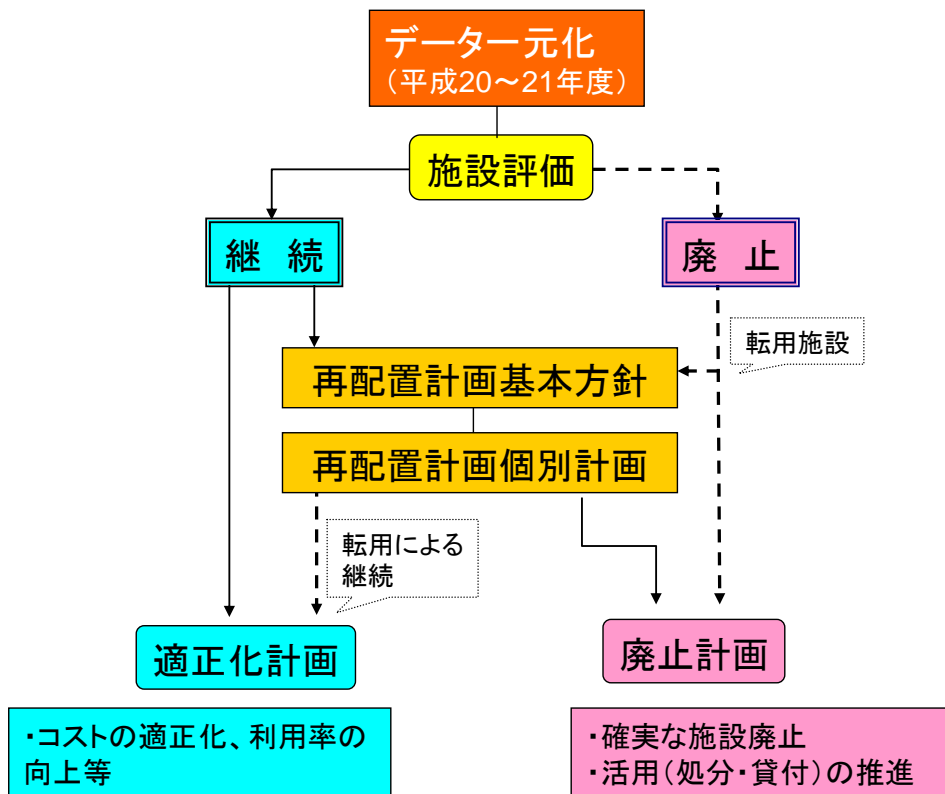 データ一元化
（平成20～21年度）
施設評価
継　続
廃　止
転用施設
再配置計画基本方針
再配置計画個別計画
転用による
継続
適正化計画
廃止計画
・コストの適正化、利用率の
向上等
・確実な施設廃止
・活用（処分・貸付）の推進